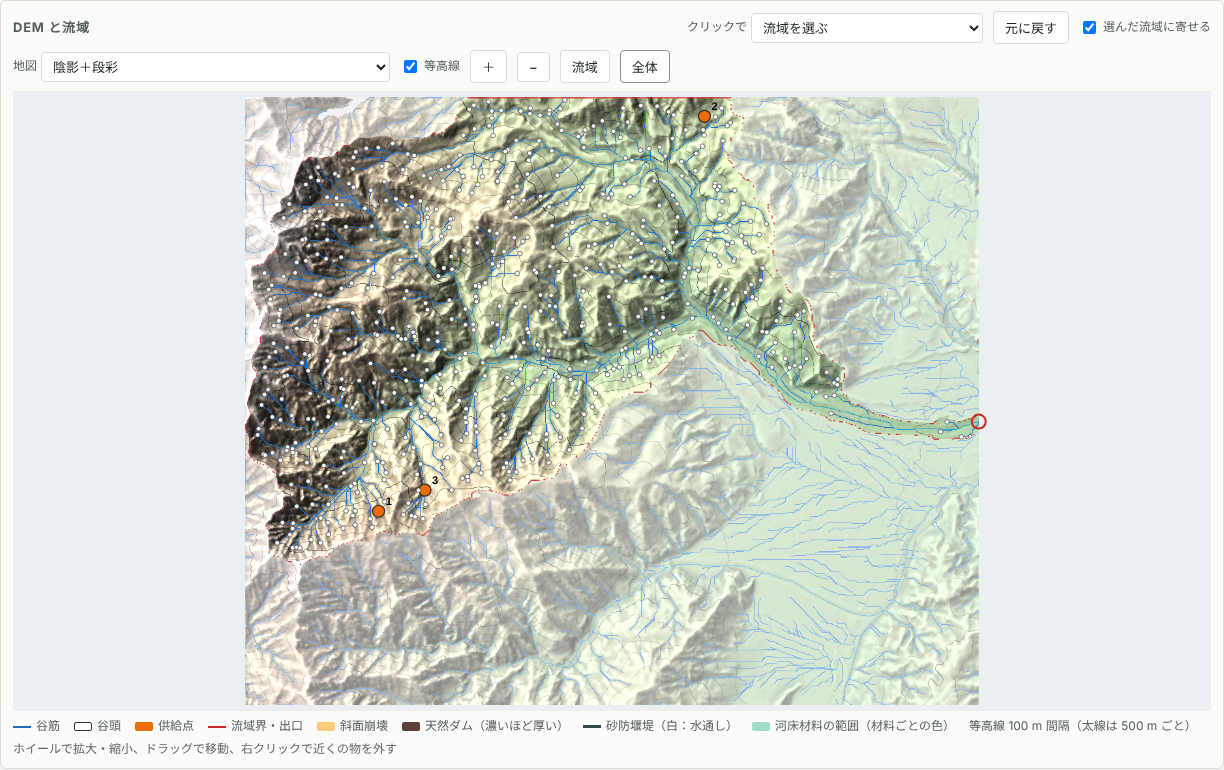 DEM と流域
クリックで 流域を選ぶ 元に戻す 選んだ流域に寄せる
地図 陰影＋段彩 等高線 ＋ − 流域 全体
2
3
1
谷筋 谷頭 供給点 流域界・出口 斜面崩壊 天然ダム（濃いほど厚い） 砂防堰堤（白：水通し） 河床材料の範囲（材料ごとの色） 等高線 100 m 間隔（太線は 500 m ごと）
ホイールで拡大・縮小、ドラッグで移動、右クリックで近くの物を外す